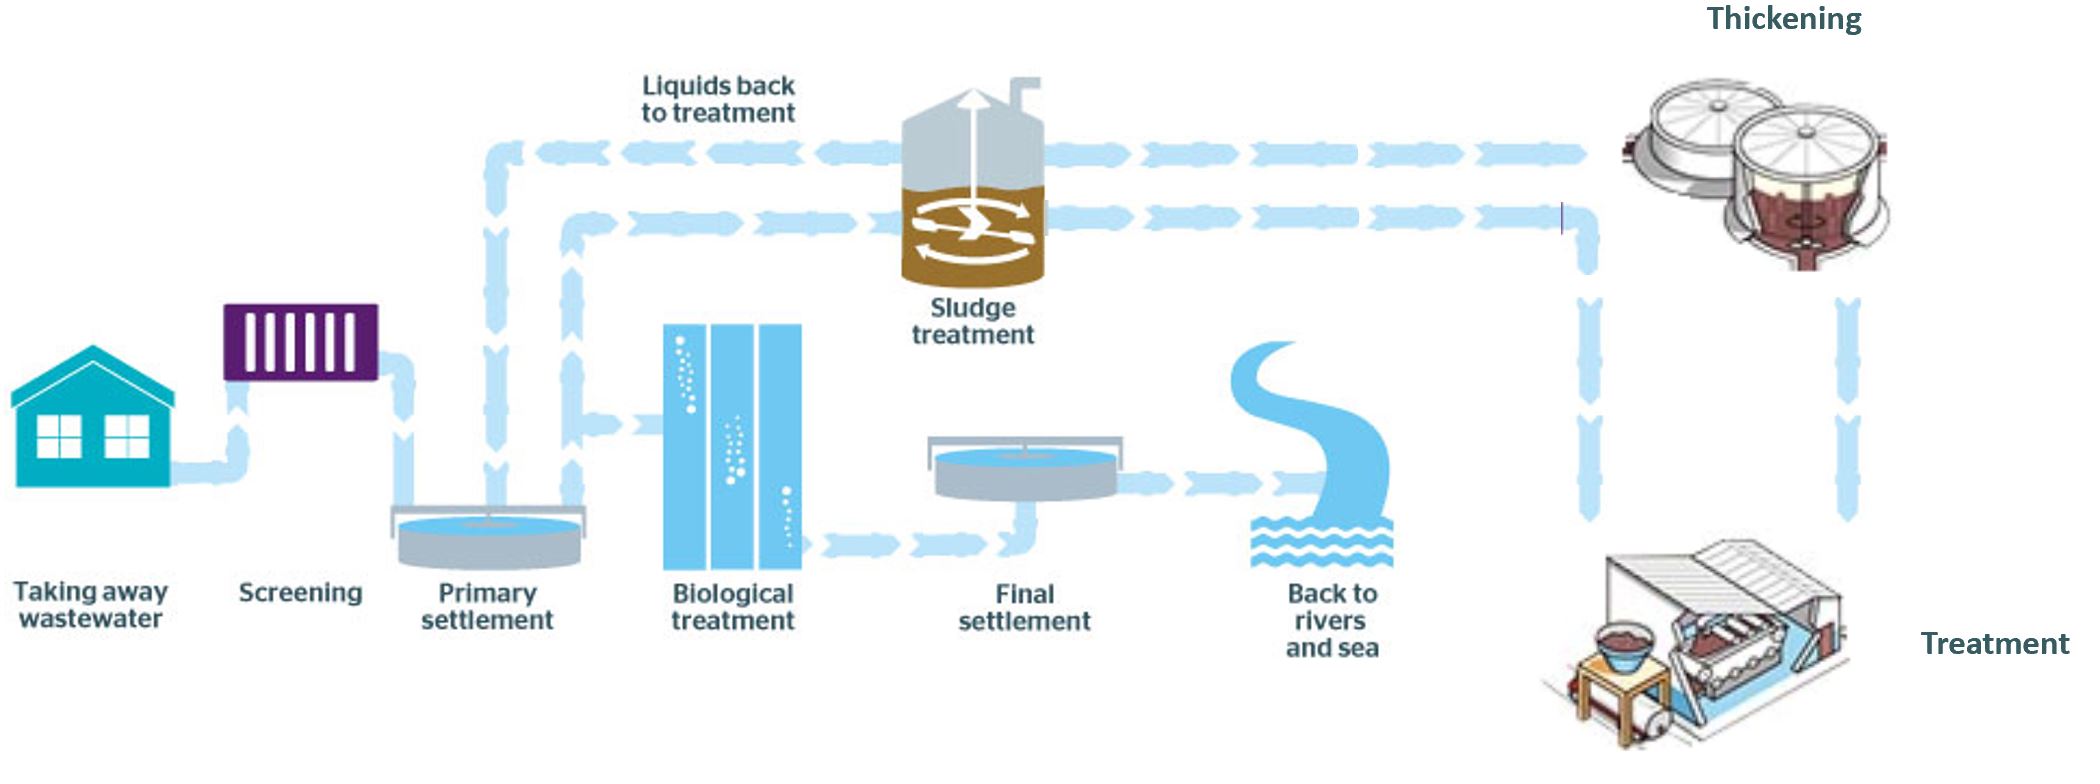 Thickening
Liquids back
to treatment
Sludge
treatment
Taking away
wastewater
Screening
Primary
settlement
Biological
treatment
Final
settlement
Back to
rivers
and sea
Treatment